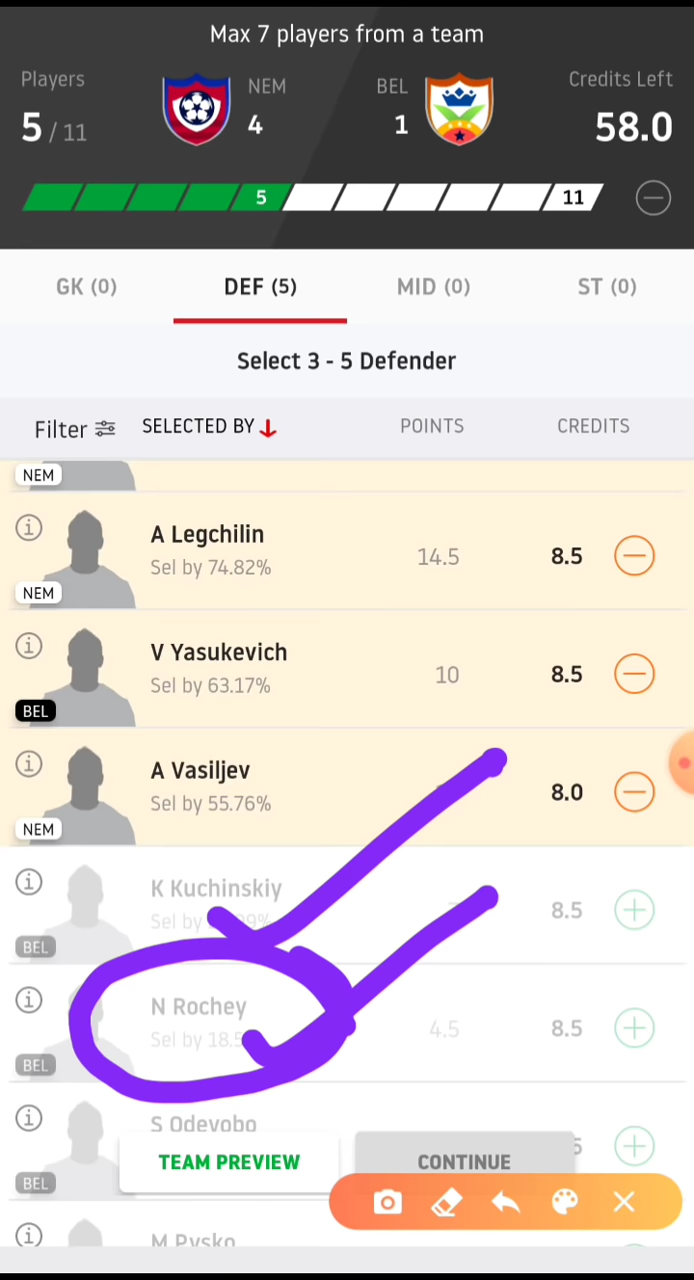 Max 7 players from a team
Players NEM BEL Credits Left
5 / 11 4 1 58.0
5 11
GK (0) DEF (5) MID (0) ST (0)
Select 3 - 5 Defender
Filter SELECTED BY POINTS CREDITS
NEM
A Legchilin
Sel by 74.82% 14.5 8.5
NEM
V Yasukevich
Sel by 63.17% 10 8.5
BEL
A Vasiljev
Sel by 55.76% 8.0
NEM
K Kuchinskiy
Sel by 8.5
BEL
N Rochey
Sel by 4.5 8.5
BEL
S Odevobo
TEAM PREVIEW CONTINUE
BEL
M Pysko